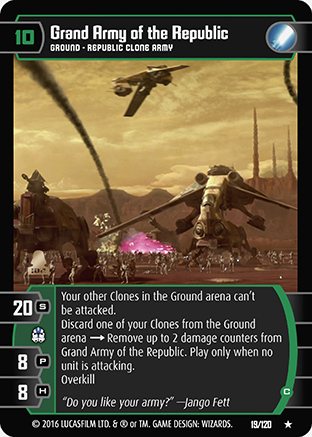 10
Grand Army of the Republic
GROUND - REPUBLIC CLONE ARMY
20 S
8 P
8 H
Your other Clones in the Ground arena can't
be attacked.
Discard one of your Clones from the Ground
arena → Remove up to 2 damage counters from
Grand Army of the Republic. Play only when no
unit is attacking.
Overkill
"Do you like your army?" —Jango Fett
C
© 2016 LUCASFILM LTD. & ® or TM. GAME DESIGN: WIZARDS.
19/120 ★